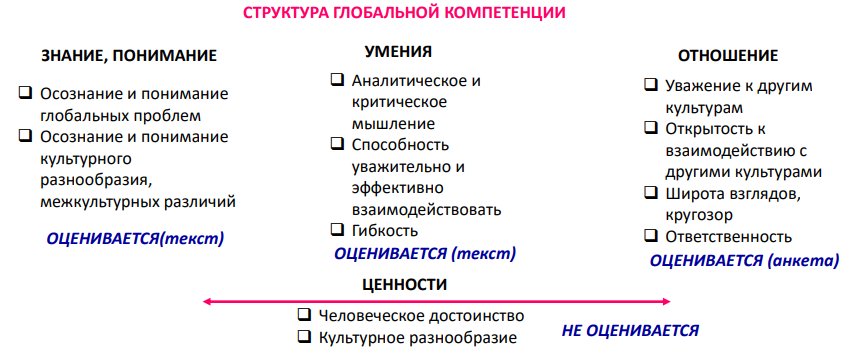 СТРУКТУРА ГЛОБАЛЬНОЙ КОМПЕТЕНЦИИ
ЗНАНИЕ, ПОНИМАНИЕ
❑ Осознание и понимание
глобальных проблем
❑ Осознание и понимание
культурного
разнообразия,
межкультурных различий
ОЦЕНИВАЕТСЯ(текст)
УМЕНИЯ
❑ Аналитическое и
критическое
мышление
❑ Способность
уважительно и
эффективно
взаимодействовать
❑ Гибкость
ОЦЕНИВАЕТСЯ (текст)
ОТНОШЕНИЕ
❑ Уважение к другим
культурам
❑ Открытость к
взаимодействию с
другими культурами
❑ Широта взглядов,
кругозор
❑ Ответственность
ОЦЕНИВАЕТСЯ (анкета)
ЦЕННОСТИ
❑ Человеческое достоинство
❑ Культурное разнообразие
НЕ ОЦЕНИВАЕТСЯ